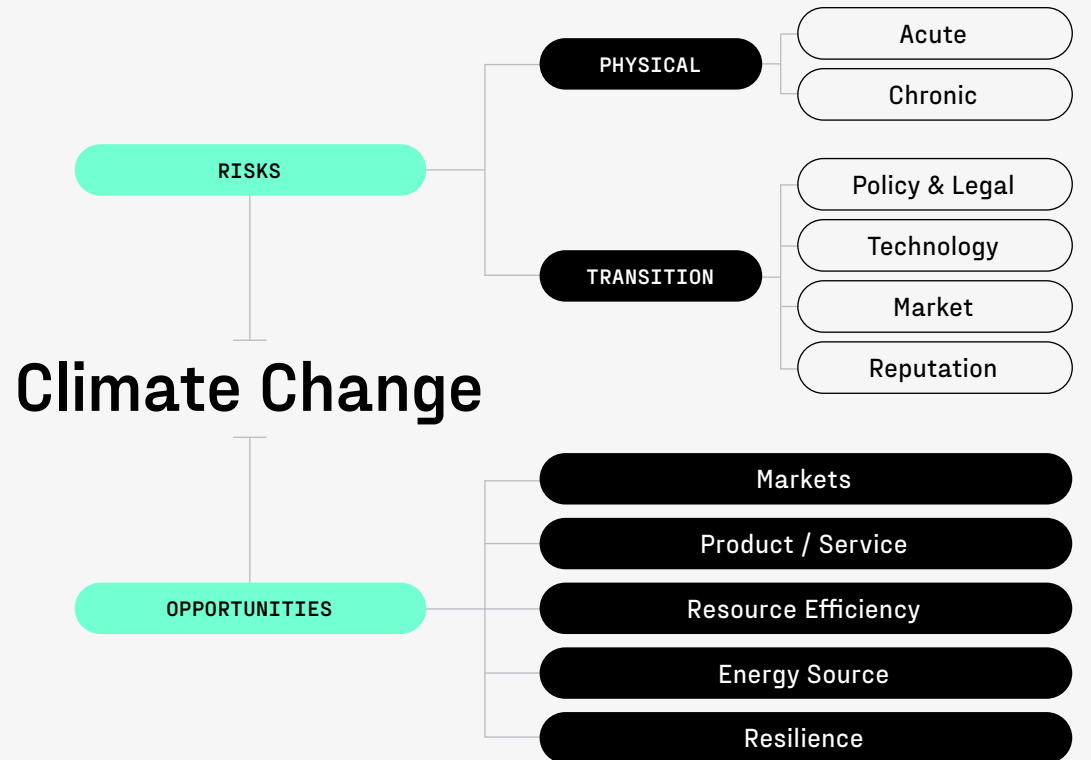 PHYSICAL
Acute
Chronic
RISKS
TRANSITION
Policy & Legal
Technology
Market
Reputation
Climate Change
OPPORTUNITIES
Markets
Product / Service
Resource Efficiency
Energy Source
Resilience